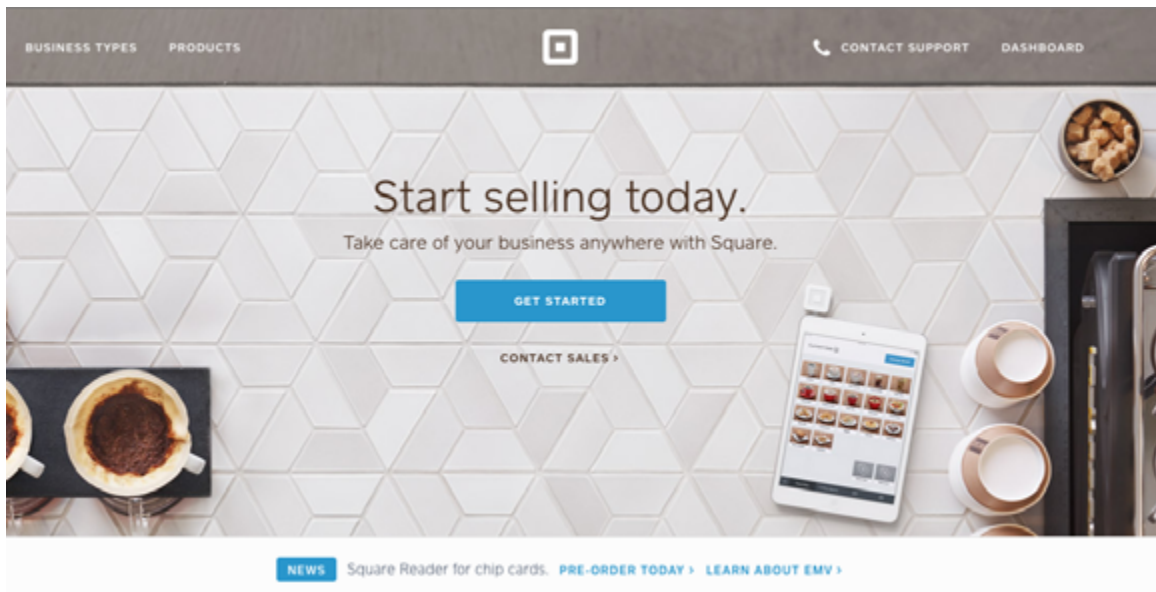 BUSINESS TYPES PRODUCTS CONTACT SUPPORT DASHBOARD
Start selling today.
Take care of your business anywhere with Square.
GET STARTED
CONTACT SALES ›
NEWS Square Reader for chip cards. PRE-ORDER TODAY › LEARN ABOUT EMV ›